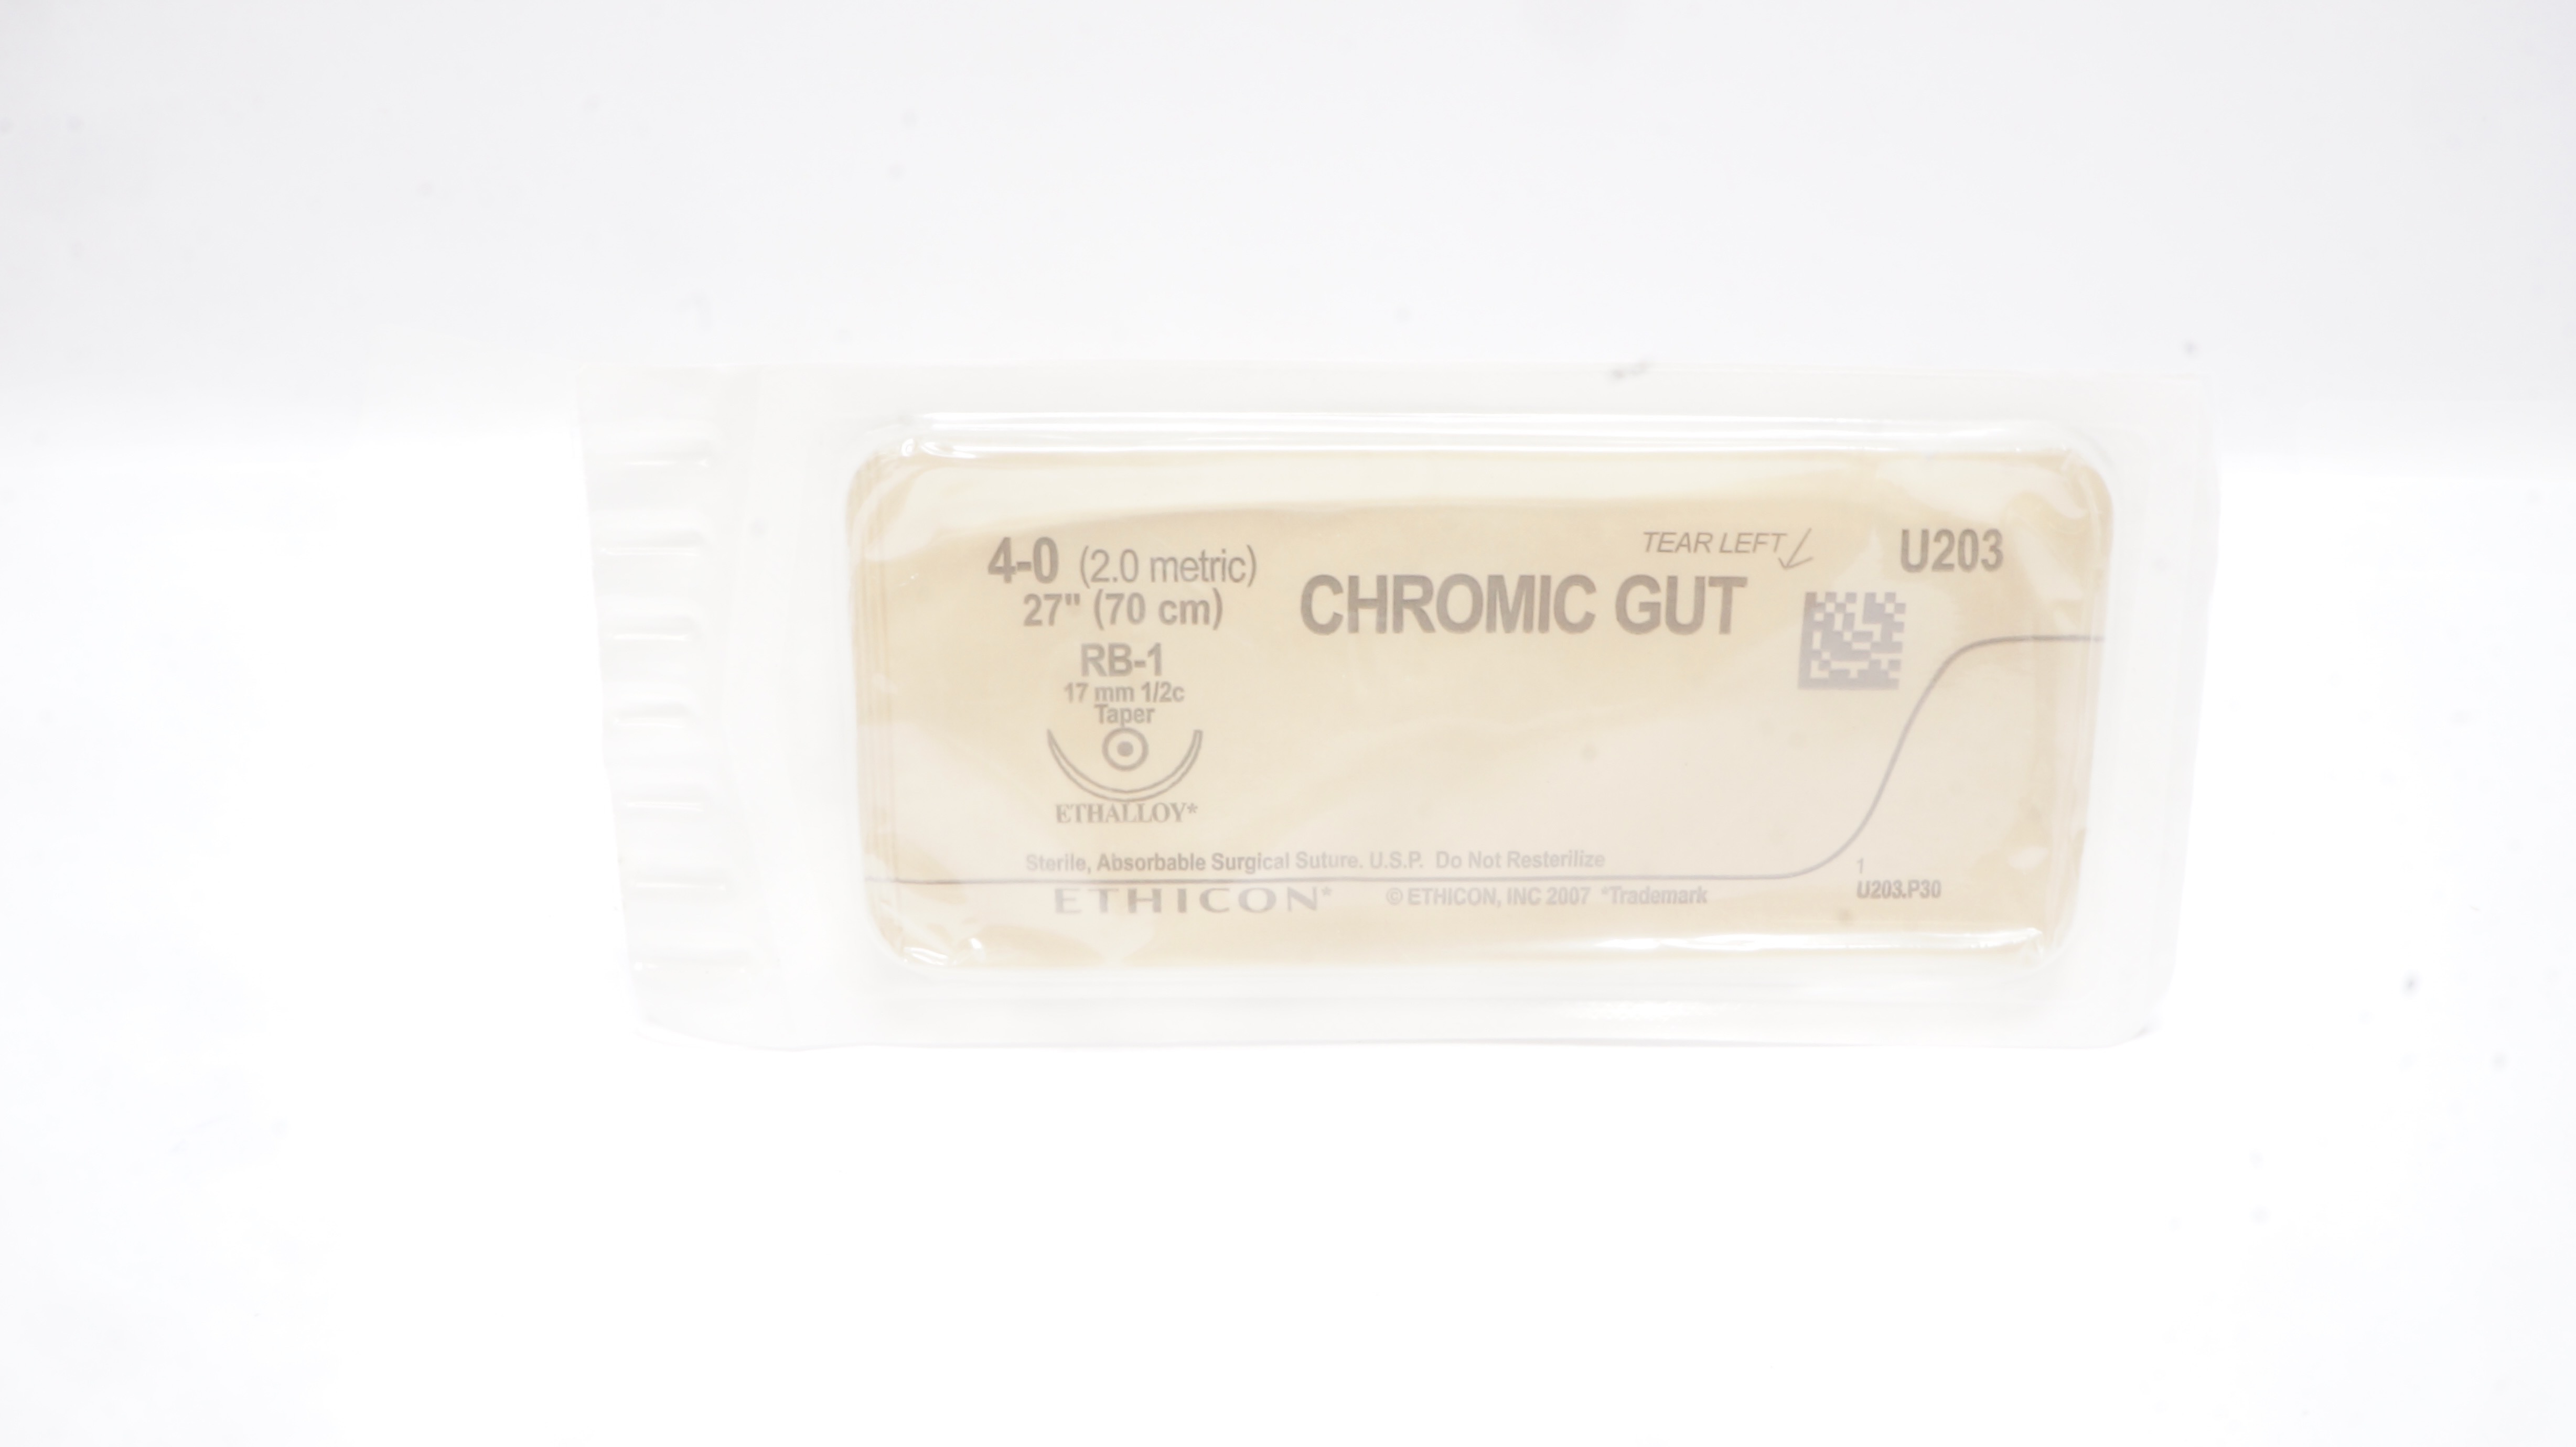 4-0 (2.0 metric)
27" (70 cm)
RB-1
17 mm 1/2c
Taper
ETHALLOY*
TEAR LEFT
CHROMIC GUT
U203
Sterile, Absorbable Surgical Suture. U.S.P. Do Not Resterilize
ETHICON* © ETHICON, INC 2007 *Trademark
1
U203.P30